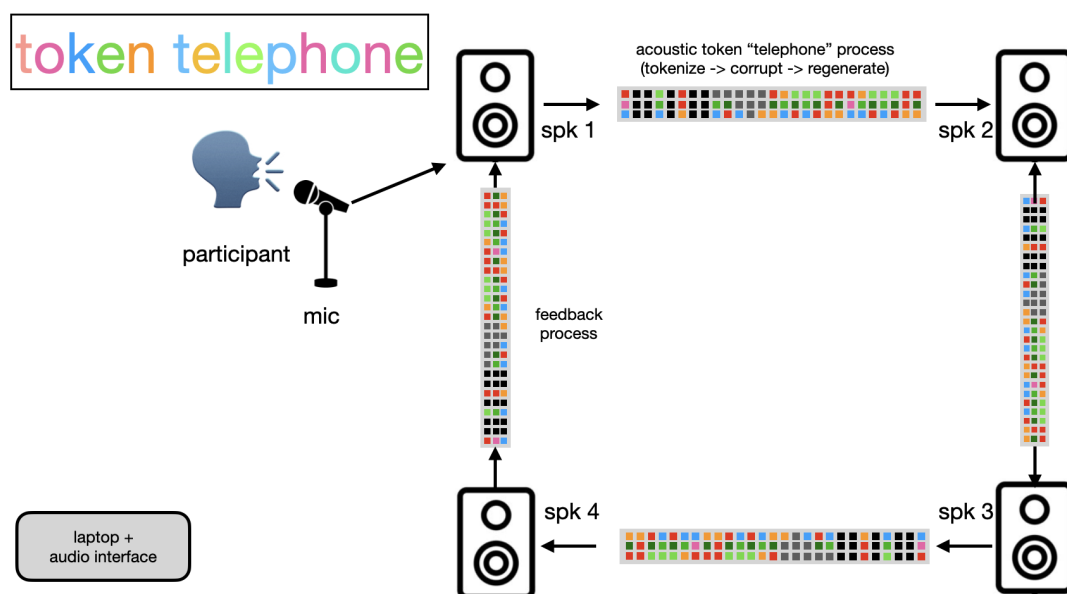 token telephone
acoustic token “telephone” process
(tokenize -> corrupt -> regenerate)
spk 1
spk 2
participant
mic
feedback
process
spk 4
spk 3
laptop +
audio interface